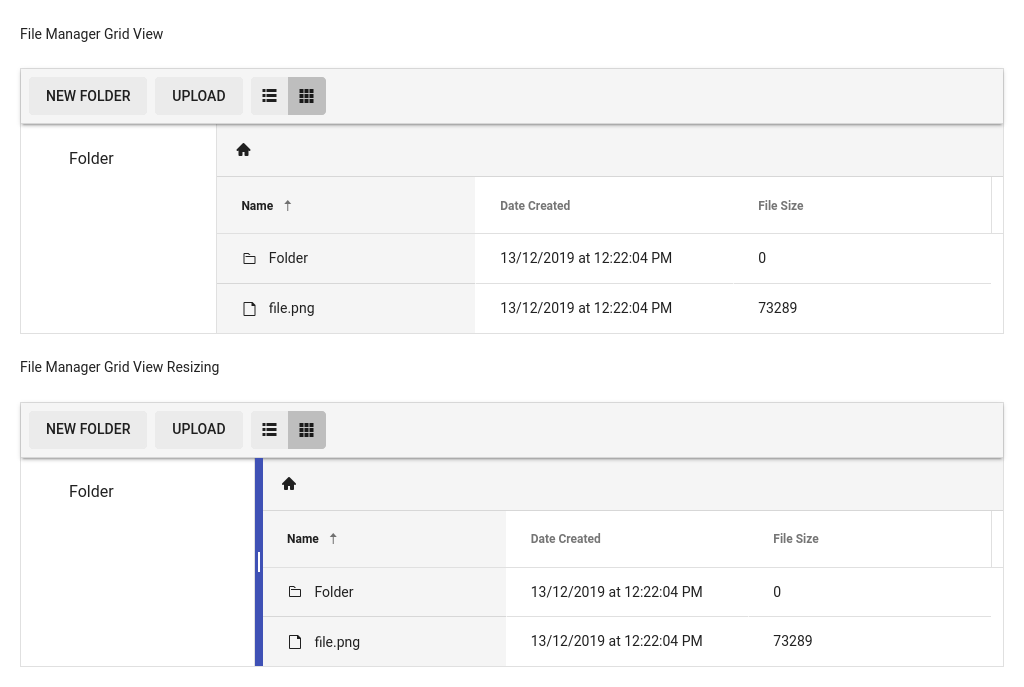 File Manager Grid View
NEW FOLDER UPLOAD
Folder
Name ↑ Date Created File Size
Folder 13/12/2019 at 12:22:04 PM 0
file.png 13/12/2019 at 12:22:04 PM 73289
File Manager Grid View Resizing
NEW FOLDER UPLOAD
Folder
Name ↑ Date Created File Size
Folder 13/12/2019 at 12:22:04 PM 0
file.png 13/12/2019 at 12:22:04 PM 73289